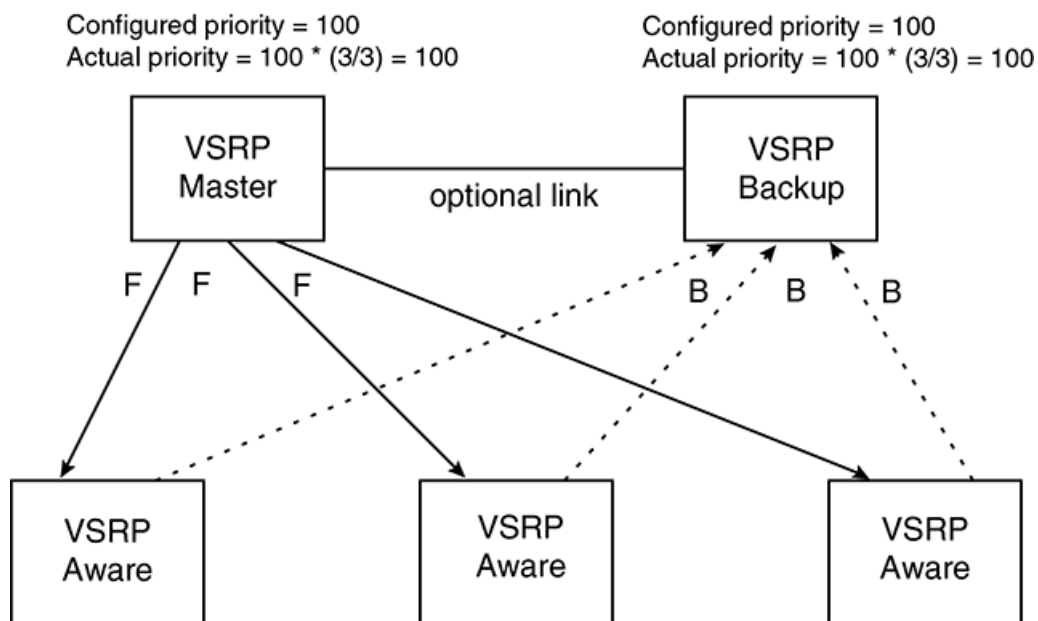 Configured priority = 100
Actual priority = 100 * (3/3) = 100
Configured priority = 100
Actual priority = 100 * (3/3) = 100
VSRP
Master
optional link
VSRP
Backup
F
F
F
B
B
B
VSRP
Aware
VSRP
Aware
VSRP
Aware